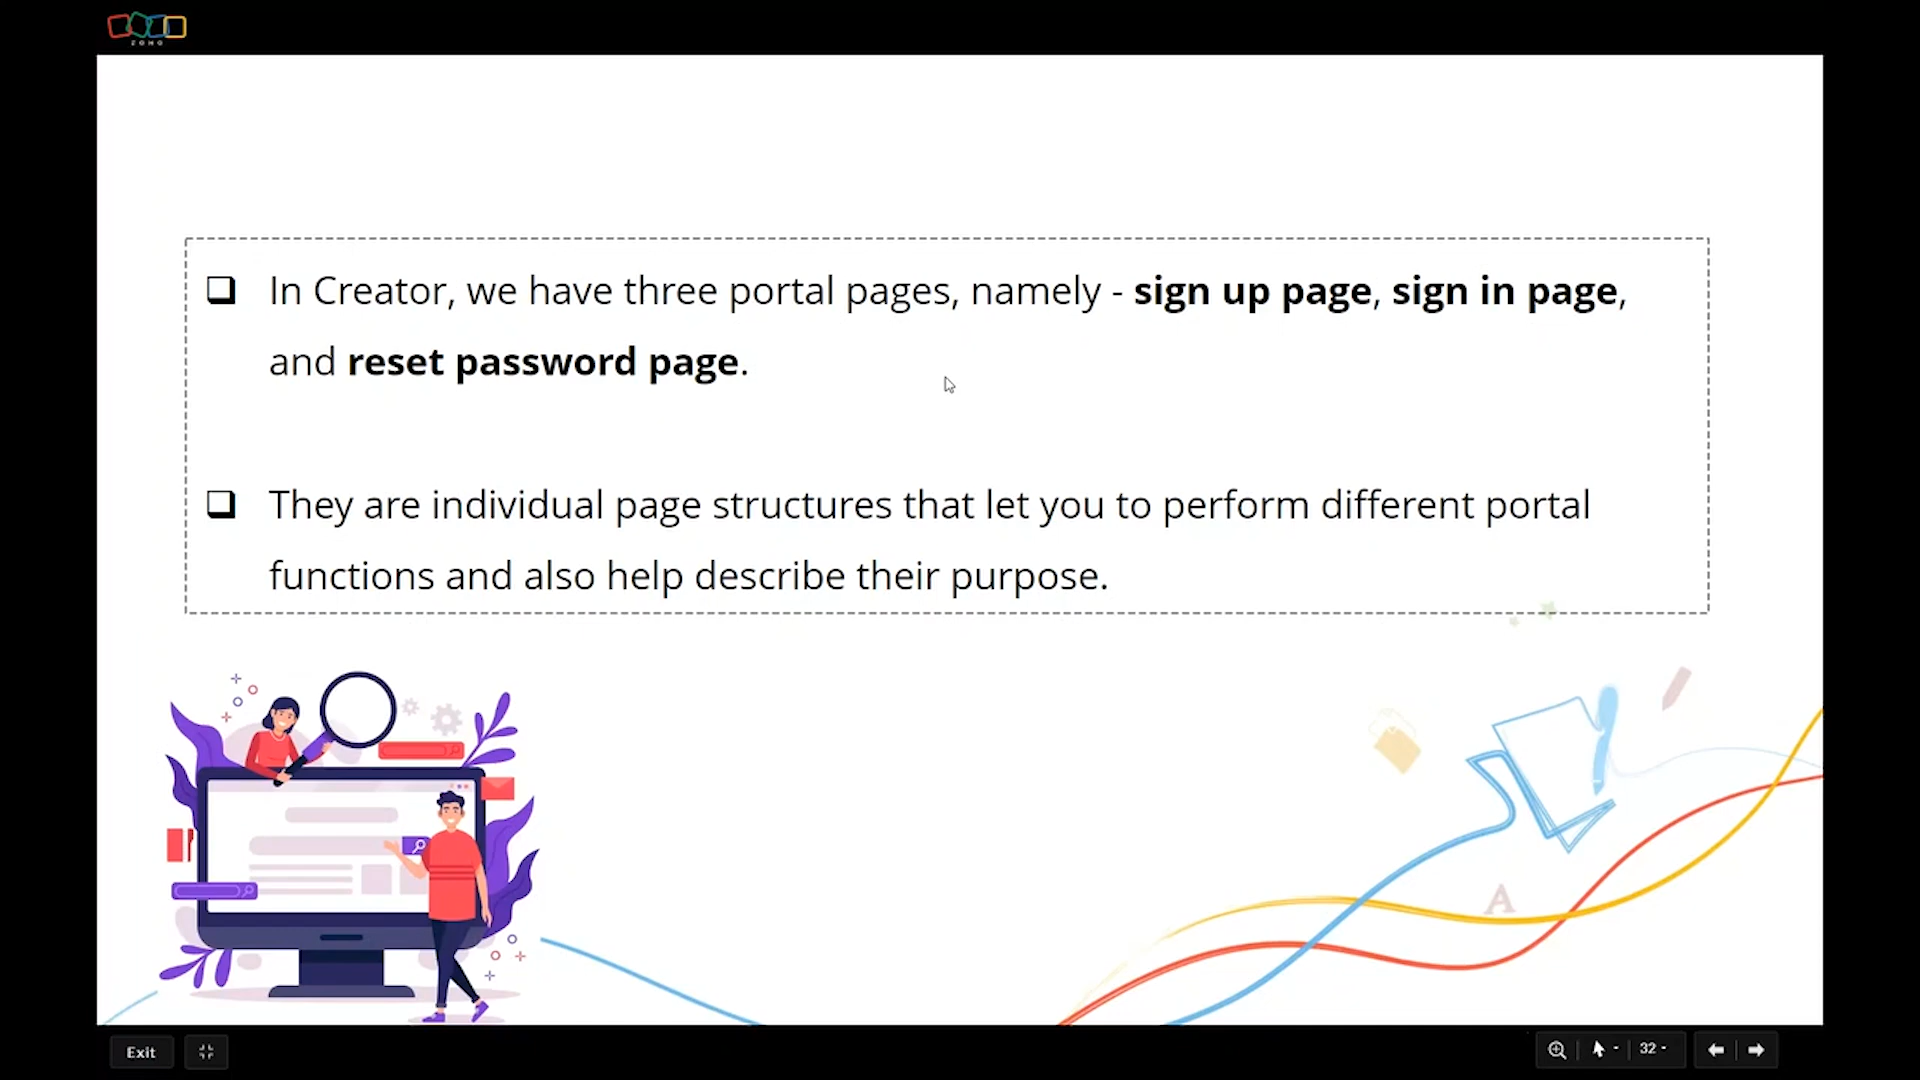 ZOHO
In Creator, we have three portal pages, namely - sign up page, sign in page,
and reset password page.
They are individual page structures that let you to perform different portal
functions and also help describe their purpose.
A
Exit
32